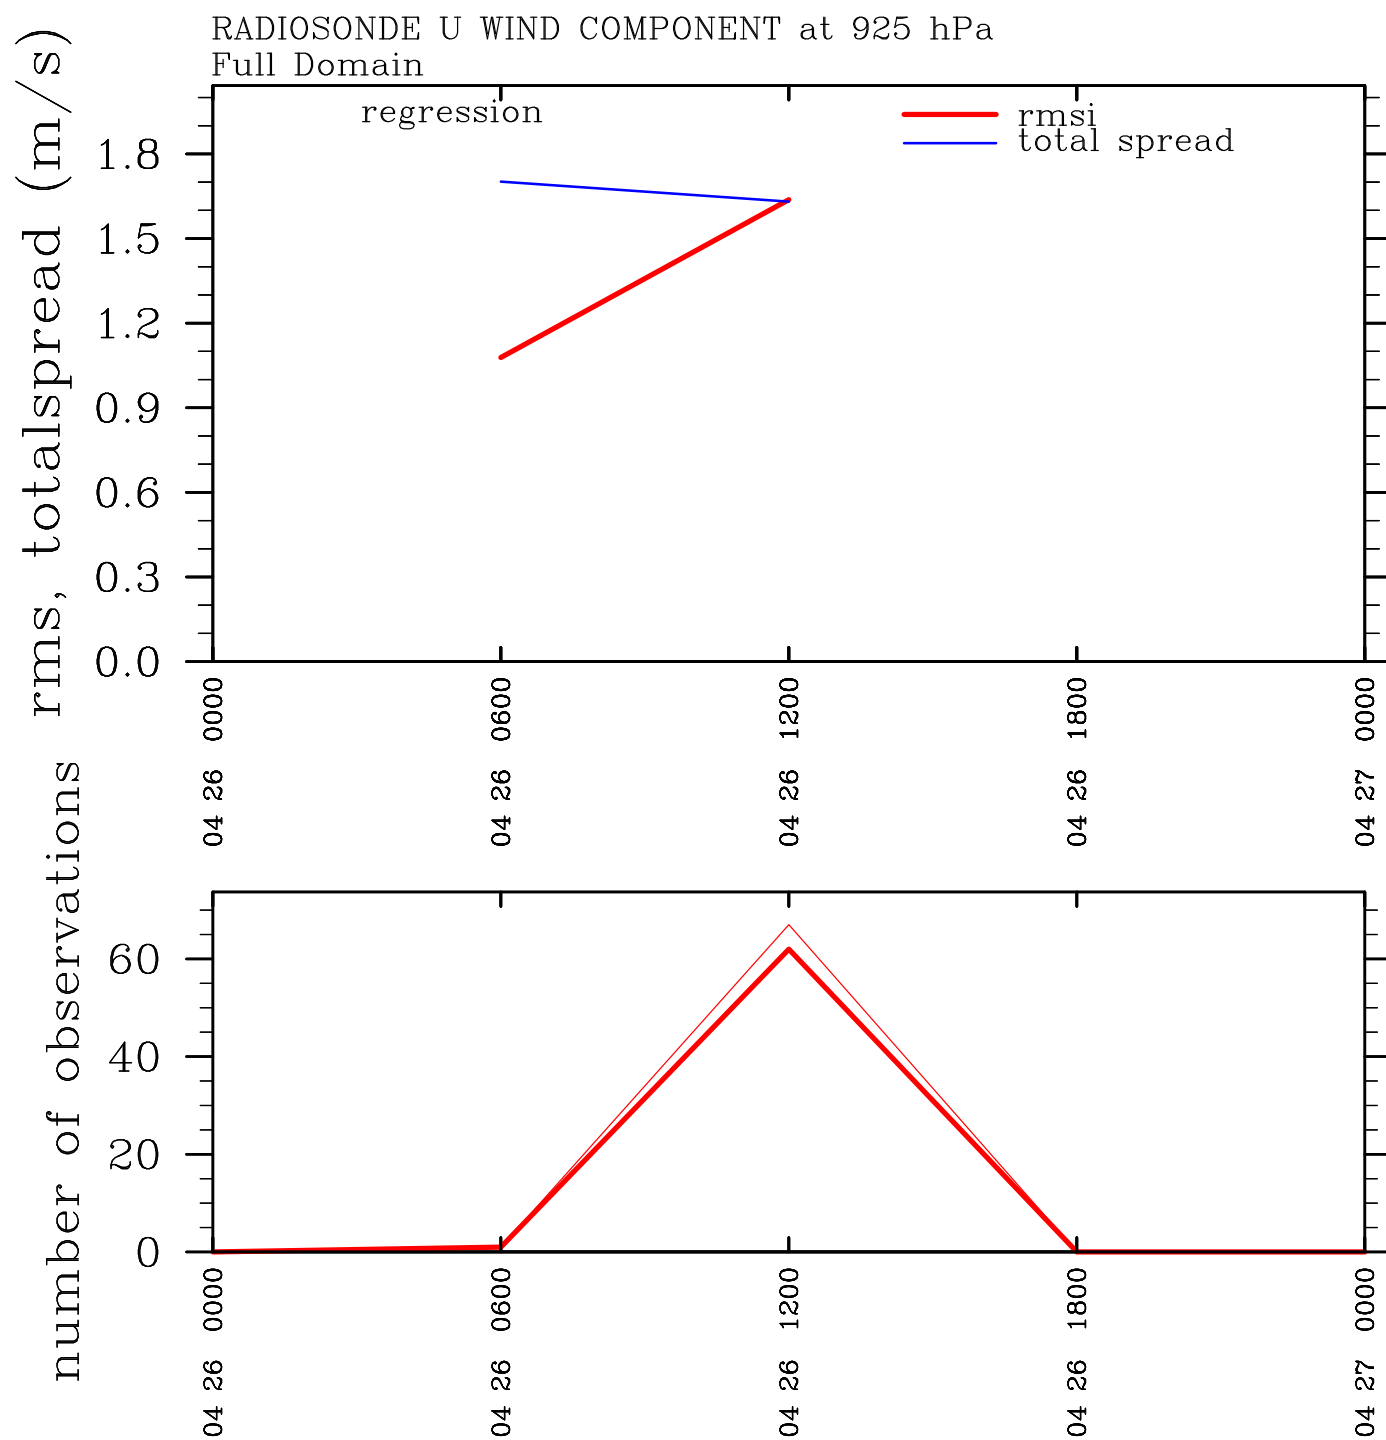 RADIOSONDE U WIND COMPONENT at 925 hPa
Full Domain
regression
rmsi
total spread
rms, totalspread (m/s)
1.8
1.5
1.2
0.9
0.6
0.3
0.0
04 26 0000
04 26 0600
04 26 1200
04 26 1800
04 27 0000
number of observations
60
40
20
0
04 26 0000
04 26 0600
04 26 1200
04 26 1800
04 27 0000